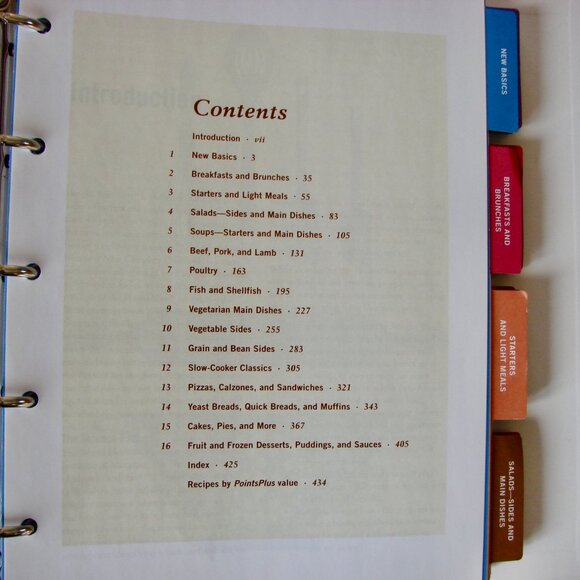 Contents
Introduction · vii
1 New Basics · 3
2 Breakfasts and Brunches · 35
3 Starters and Light Meals · 55
4 Salads—Sides and Main Dishes · 83
5 Soups—Starters and Main Dishes · 105
6 Beef, Pork, and Lamb · 131
7 Poultry · 163
8 Fish and Shellfish · 195
9 Vegetarian Main Dishes · 227
10 Vegetable Sides · 255
11 Grain and Bean Sides · 283
12 Slow-Cooker Classics · 305
13 Pizzas, Calzones, and Sandwiches · 321
14 Yeast Breads, Quick Breads, and Muffins · 343
15 Cakes, Pies, and More · 367
16 Fruit and Frozen Desserts, Puddings, and Sauces · 405
Index · 425
Recipes by PointsPlus value · 434
NEW BASICS
BREAKFASTS AND
BRUNCHES
STARTERS
AND LIGHT MEALS
SALADS—SIDES AND
MAIN DISHES
Introduction